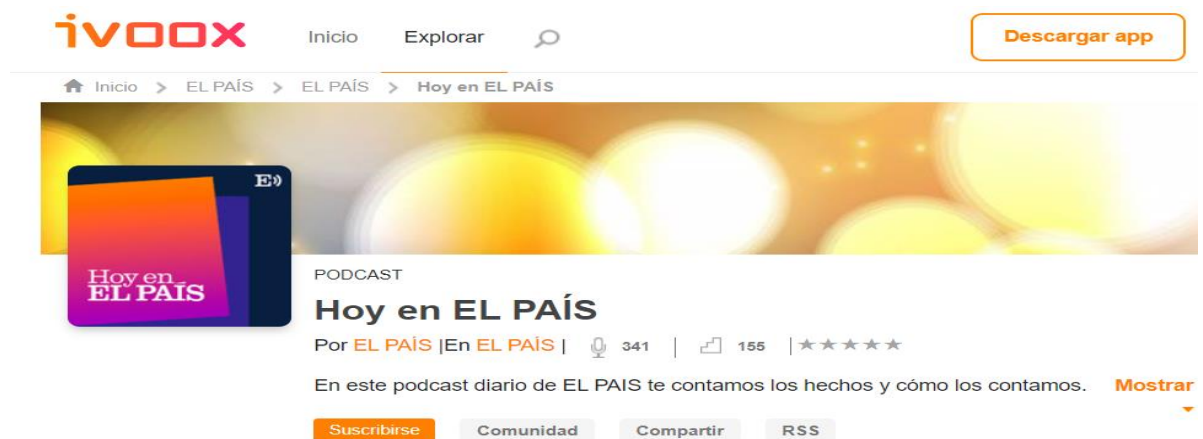 ivoox Inicio Explorar Descargar app
Inicio > EL PAÍS > EL PAÍS > Hoy en EL PAÍS
E
Hoy en
EL PAÍS
PODCAST
Hoy en EL PAÍS
Por EL PAÍS |En EL PAÍS | 341 | 155 |★★★★★
En este podcast diario de EL PAIS te contamos los hechos y cómo los contamos. Mostrar
Suscribirse Comunidad Compartir RSS